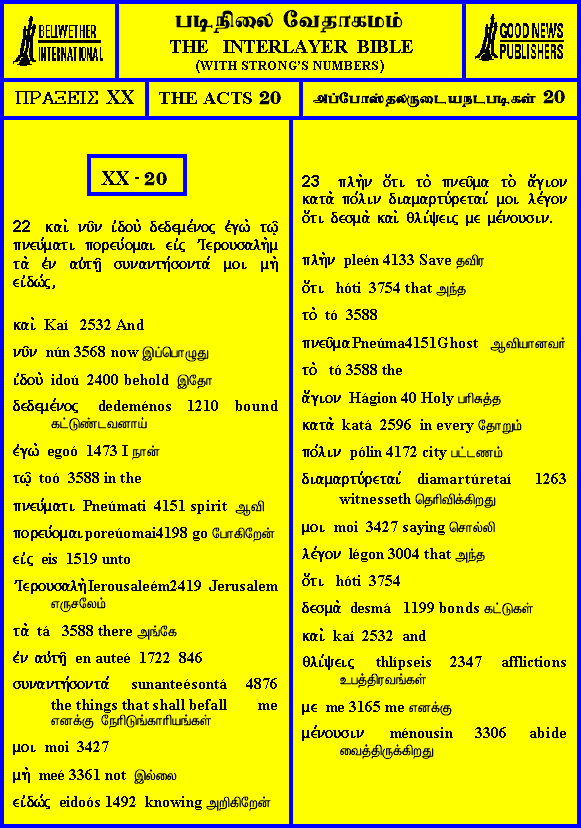 BELLWETHER
INTERNATIONAL
படிநிலை வேதாகமம்
THE INTERLAYER BIBLE
(WITH STRONG'S NUMBERS)
GOOD NEWS
PUBLISHERS
ΠΡΑΞΕΙΣ XX
THE ACTS 20
அப்போஸ்தலருடையநடபடிகள் 20
XX - 20
22 καὶ νῦν ἰδοὺ δεδεμένος ἐγὼ τῷ
πνεύματι πορεύομαι εἰς Ἰερουσαλὴμ
τὰ ἐν αὐτῇ συναντήσοντά μοι μὴ
εἰδώς,
καὶ Kaí 2532 And
νῦν nún 3568 now இப்பொழுது
ἰδοὺ idoú 2400 behold இதோ
δεδεμένος dedeménos 1210 bound
கட்டுண்டவனாய்
ἐγὼ egoó 1473 I நான்
τῷ toó 3588 in the
πνεύματι Pneúmati 4151 spirit ஆவி
πορεύομαι poreúomai4198 go போகிறேன்
εἰς eis 1519 unto
Ἰερουσαλὴ Ierousaleém2419 Jerusalem
எருசலேம்
τὰ tá 3588 there அங்கே
ἐν αὐτῇ en auteé 1722 846
συναντήσοντά sunanteésontá 4876
the things that shall befall me
எனக்கு நேரிடுங்காரியங்கள்
μοι moi 3427
μὴ meé 3361 not இல்லை
εἰδώς eidoós 1492 knowing அறிகிறேன்
23 πλὴν ὅτι τὸ πνεῦμα τὸ ἅγιον
κατὰ πόλιν διαμαρτύρεταί μοι λέγον
ὅτι δεσμὰ καὶ θλίψεις με μένουσιν.
πλὴν pleén 4133 Save தவிர
ὅτι hóti 3754 that அந்த
τὸ tó 3588
πνεῦμα Pneúma4151Ghost ஆவியானவர்
τὸ tó 3588 the
ἅγιον Hágion 40 Holy பரிசுத்த
κατὰ katá 2596 in every தோறும்
πόλιν pólin 4172 city பட்டணம்
διαμαρτύρεταί diamartúretaí 1263
witnesseth தெரிவிக்கிறது
μοι moi 3427 saying சொல்லி
λέγον légon 3004 that அந்த
ὅτι hóti 3754
δεσμὰ desmá 1199 bonds கட்டுகள்
καὶ kaí 2532 and
θλίψεις thlípseis 2347 afflictions
உபத்திரவங்கள்
με me 3165 me எனக்கு
μένουσιν ménousin 3306 abide
வைத்திருக்கிறது